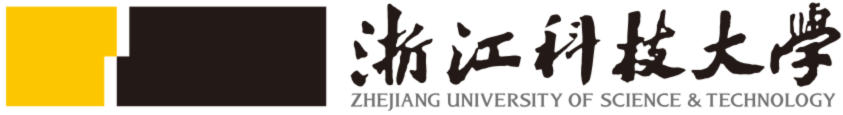 浙江科技大學
ZHEJIANG UNIVERSITY OF SCIENCE & TECHNOLOGY